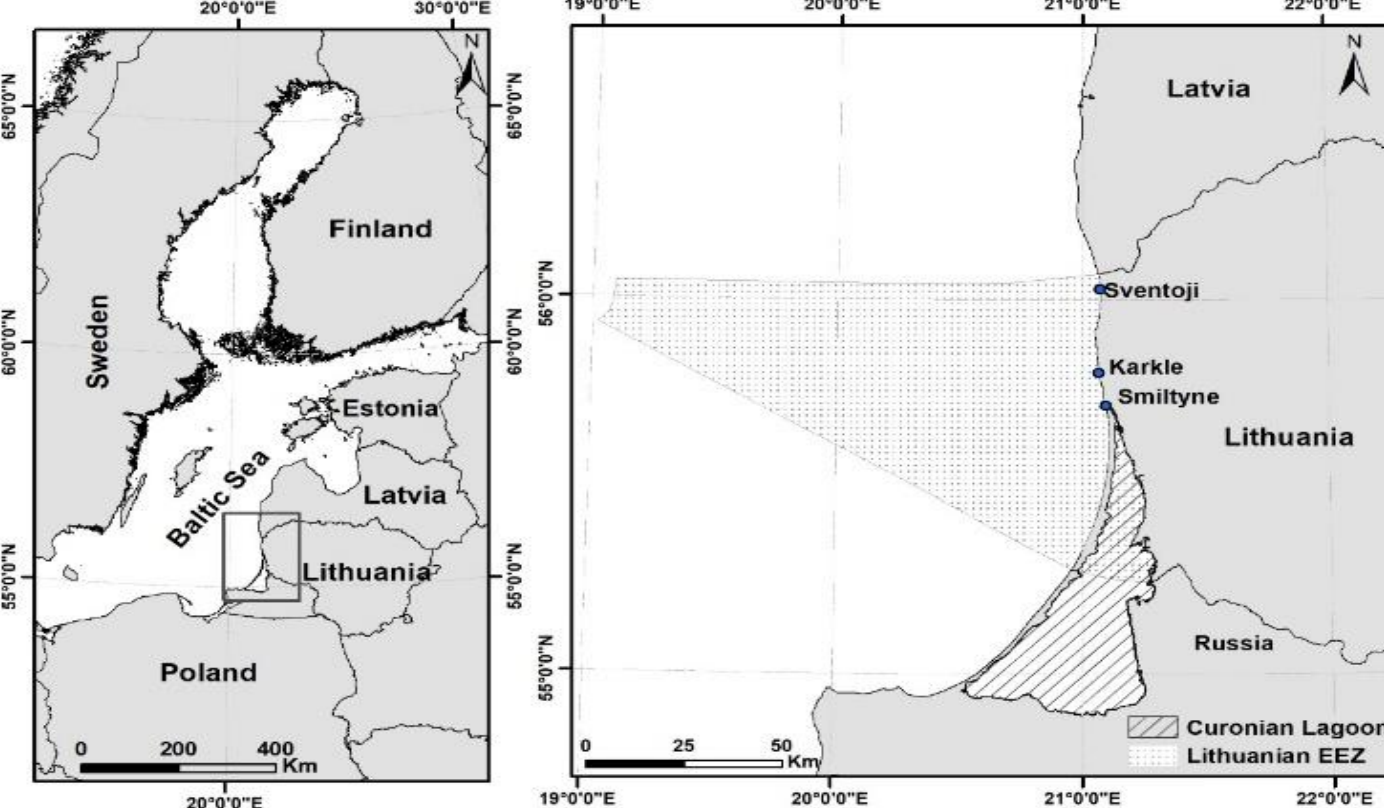 20°0'0"E 30°0'0"E
N
65°0'0"N 65°0'0"N
Finland
Sweden
60°0'0"N 60°0'0"N
Estonia
Baltic Sea
Latvia
Lithuania
55°0'0"N 55°0'0"N
Poland
0 200 400
Km
20°0'0"E
19°0'0"E 20°0'0"E 21°0'0"E 22°0'0"E
N
Latvia
56°0'0"N
Sventoji
Karkle
Smiltyne
Lithuania
Russia
55°0'0"N
Curonian Lagoon
Lithuanian EEZ
0 25 50
Km
19°0'0"E 20°0'0"E 21°0'0"E 22°0'0"E